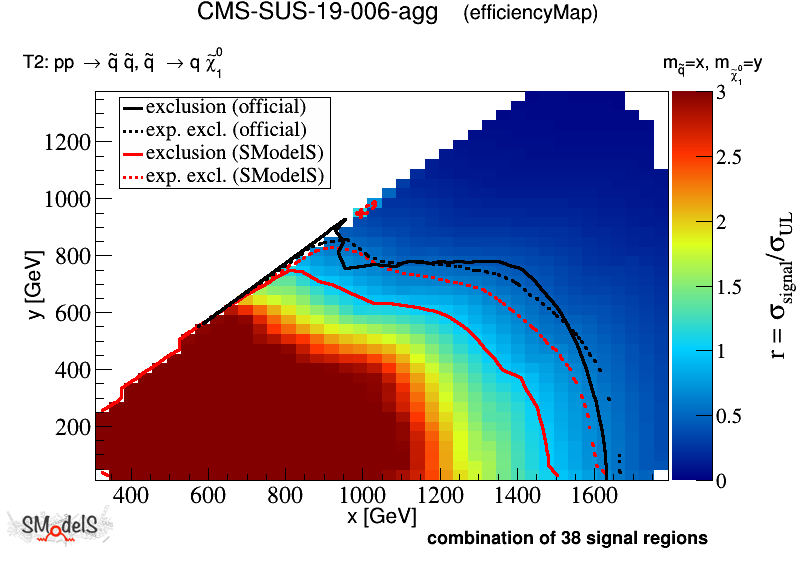 CMS-SUS-19-006-agg (efficiencyMap)
T2: pp → q̃ q̃, q̃ → q χ̃₁⁰
m_q̃=x, m_χ̃₁⁰=y
exclusion (official)
exp. excl. (official)
exclusion (SModelS)
exp. excl. (SModelS)
1200
1000
800
600
400
200
y [GeV]
400 600 800 1000 1200 1400 1600
x [GeV]
3
2.5
2
1.5
1
0.5
0
r = σ_signal/σ_UL
SModelS
combination of 38 signal regions